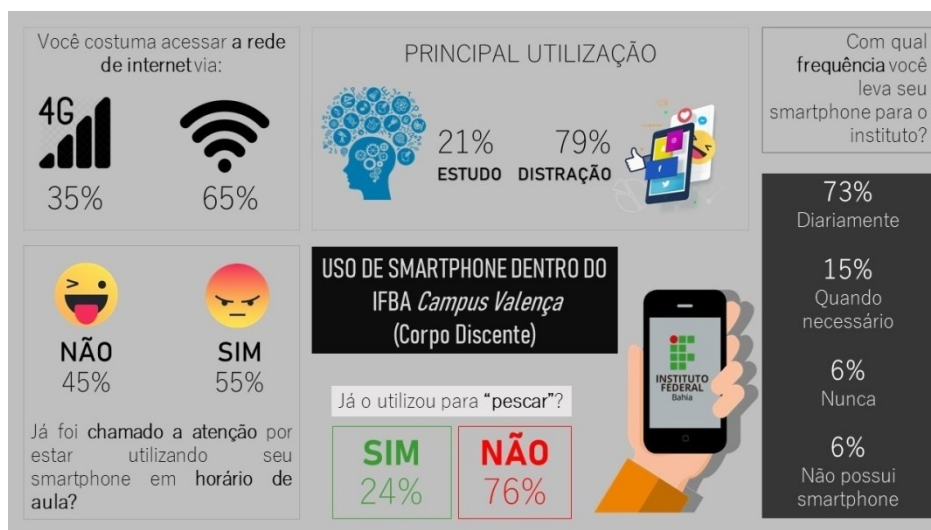 Você costuma acessar a rede
de internet via:
4G
35%
65%
PRINCIPAL UTILIZAÇÃO
21%
ESTUDO
79%
DISTRAÇÃO
Com qual
frequência você
leva seu
smartphone para o
instituto?
73%
Diariamente
15%
Quando
necessário
6%
Nunca
6%
Não possui
smartphone
NÃO
45%
SIM
55%
Já foi chamado a atenção por
estar utilizando seu
smartphone em horário de
aula?
USO DE SMARTPHONE DENTRO DO
IFBA Campus Valença
(Corpo Discente)
Já o utilizou para “pescar”?
SIM
24%
NÃO
76%
INSTITUTO
FEDERAL
Bahia